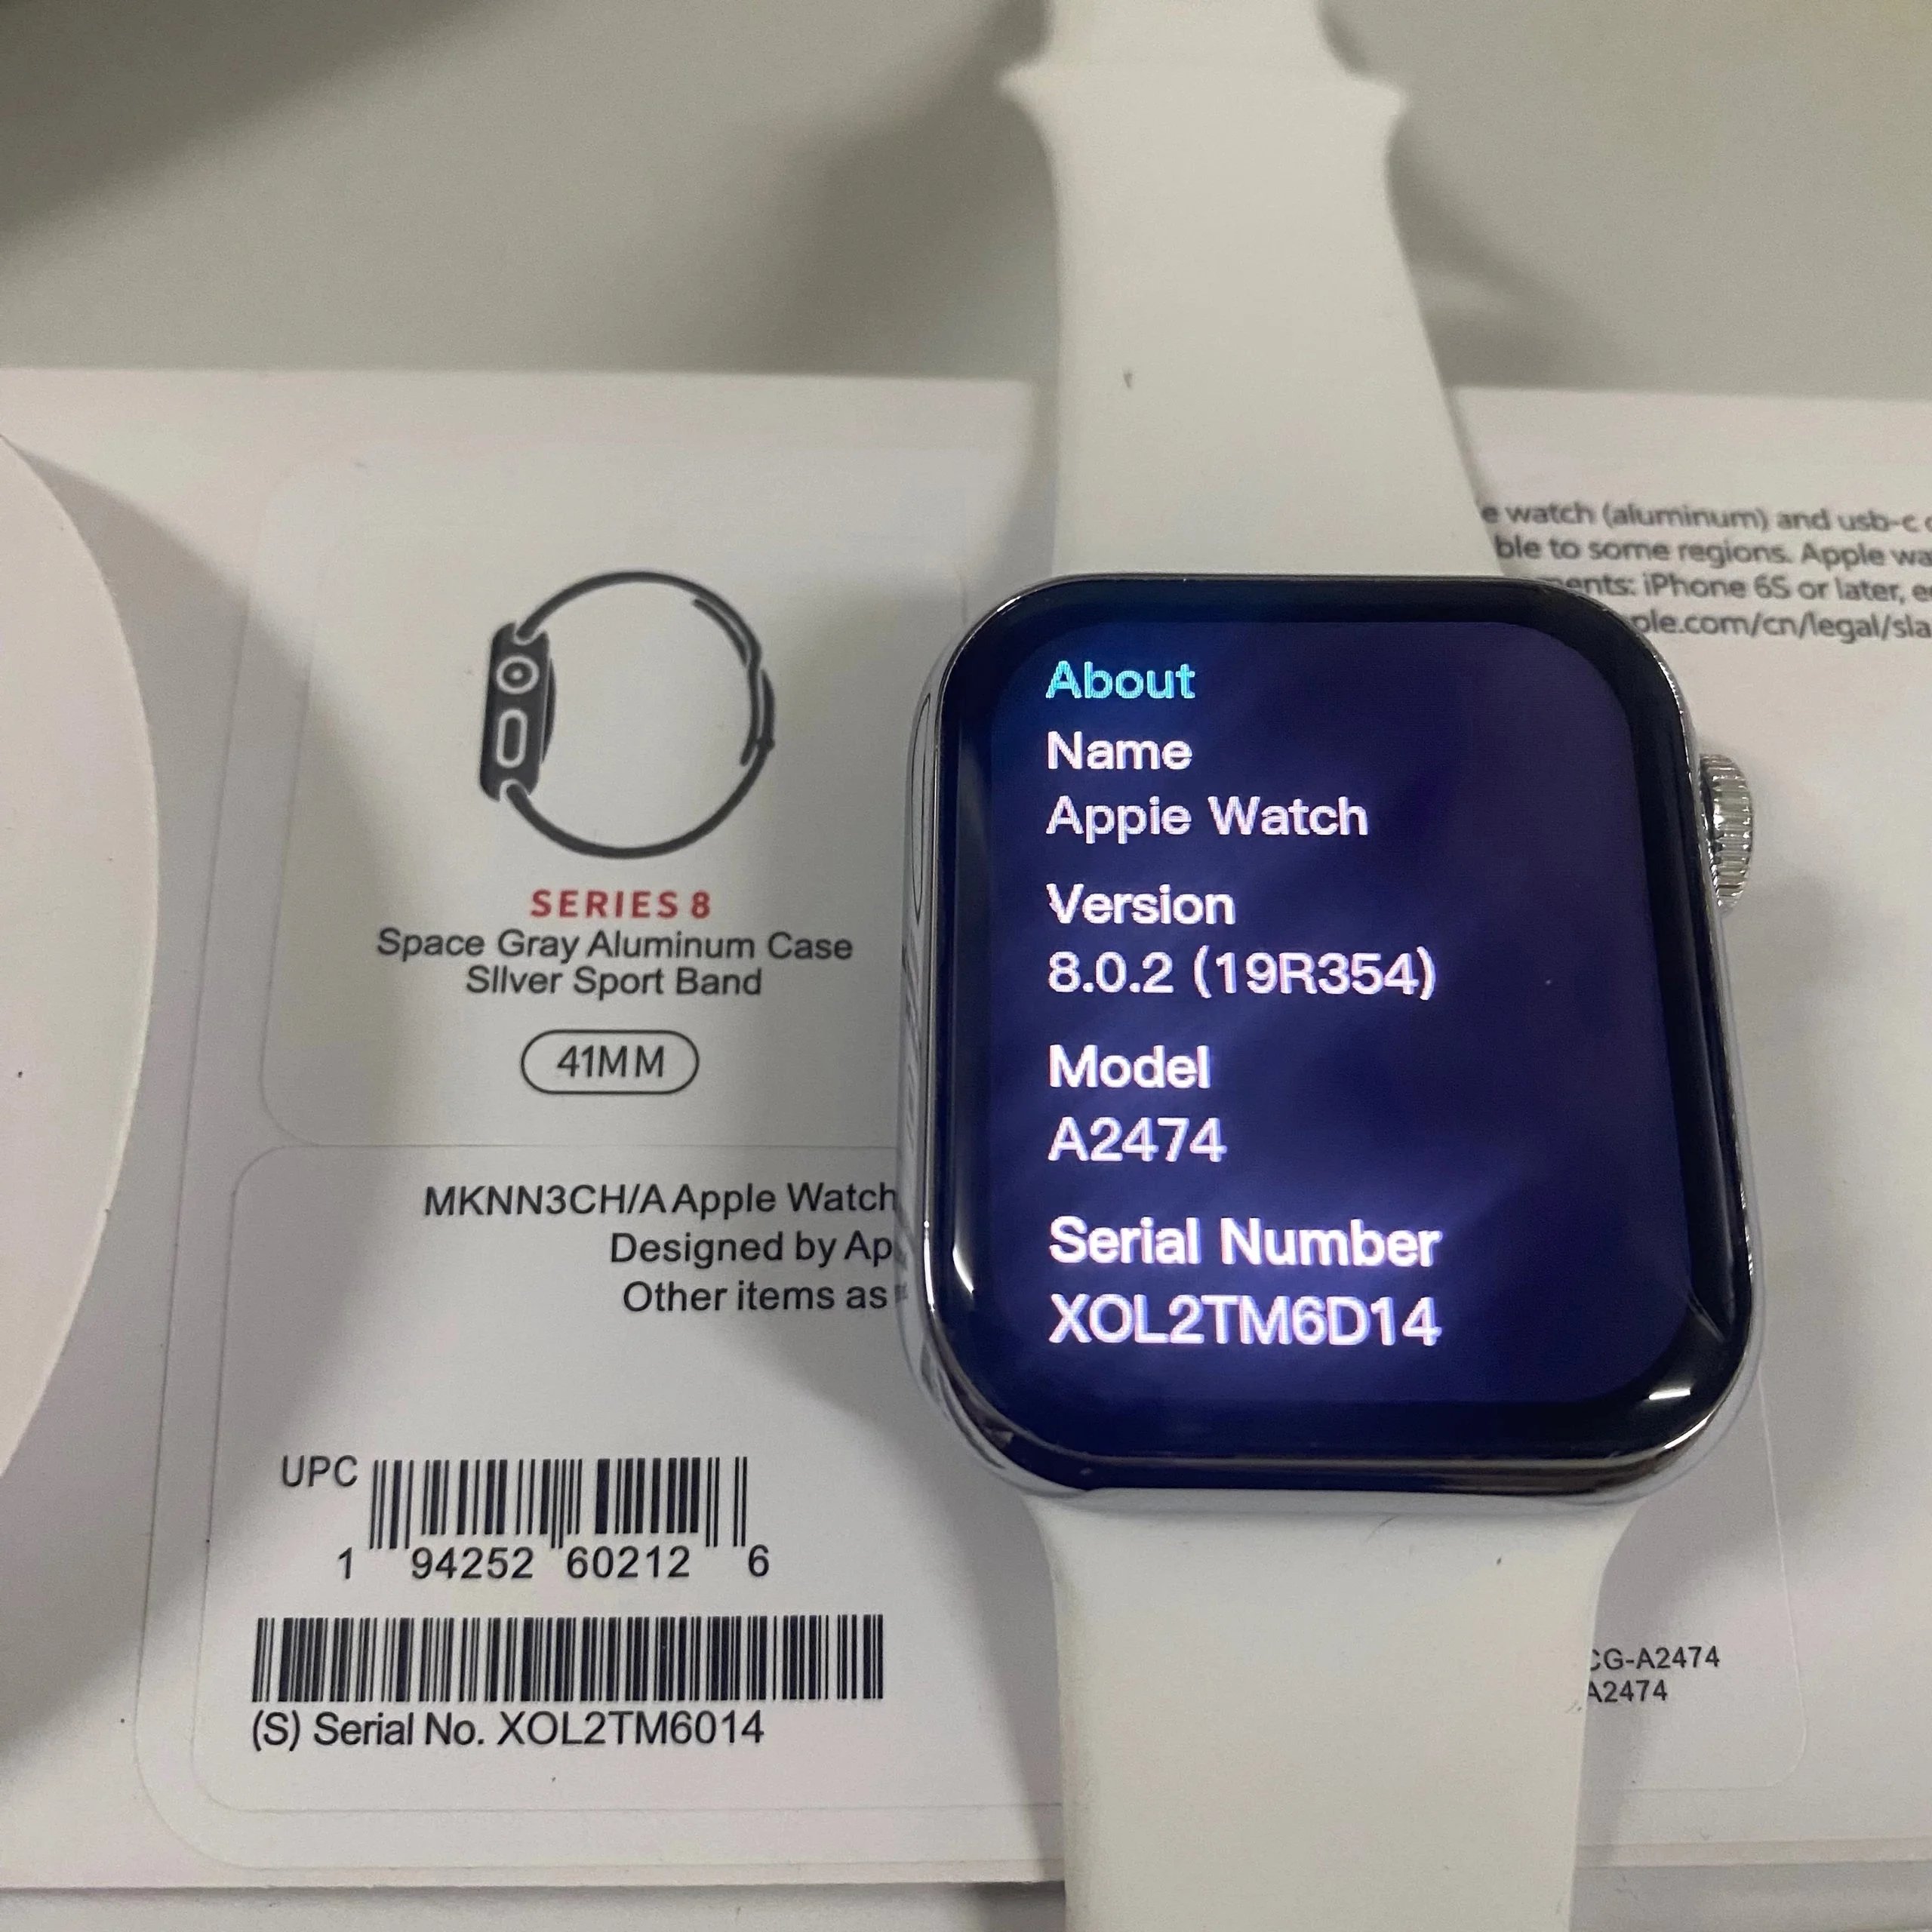 SERIES 8
Space Gray Aluminum Case
SIlver Sport Band
41MM
MKNN3CH/A Apple Watch
Designed by Ap
Other items as
UPC
1 94252 60212 6
(S) Serial No. XOL2TM6014
About
Name
Appie Watch
Version
8.0.2 (19R354)
Model
A2474
Serial Number
XOL2TM6D14
e watch (aluminum) and usb-c
ble to some regions. Apple wa
ents: iPhone 6S or later, e
ple.com/cn/legal/sla
CG-A2474
A2474